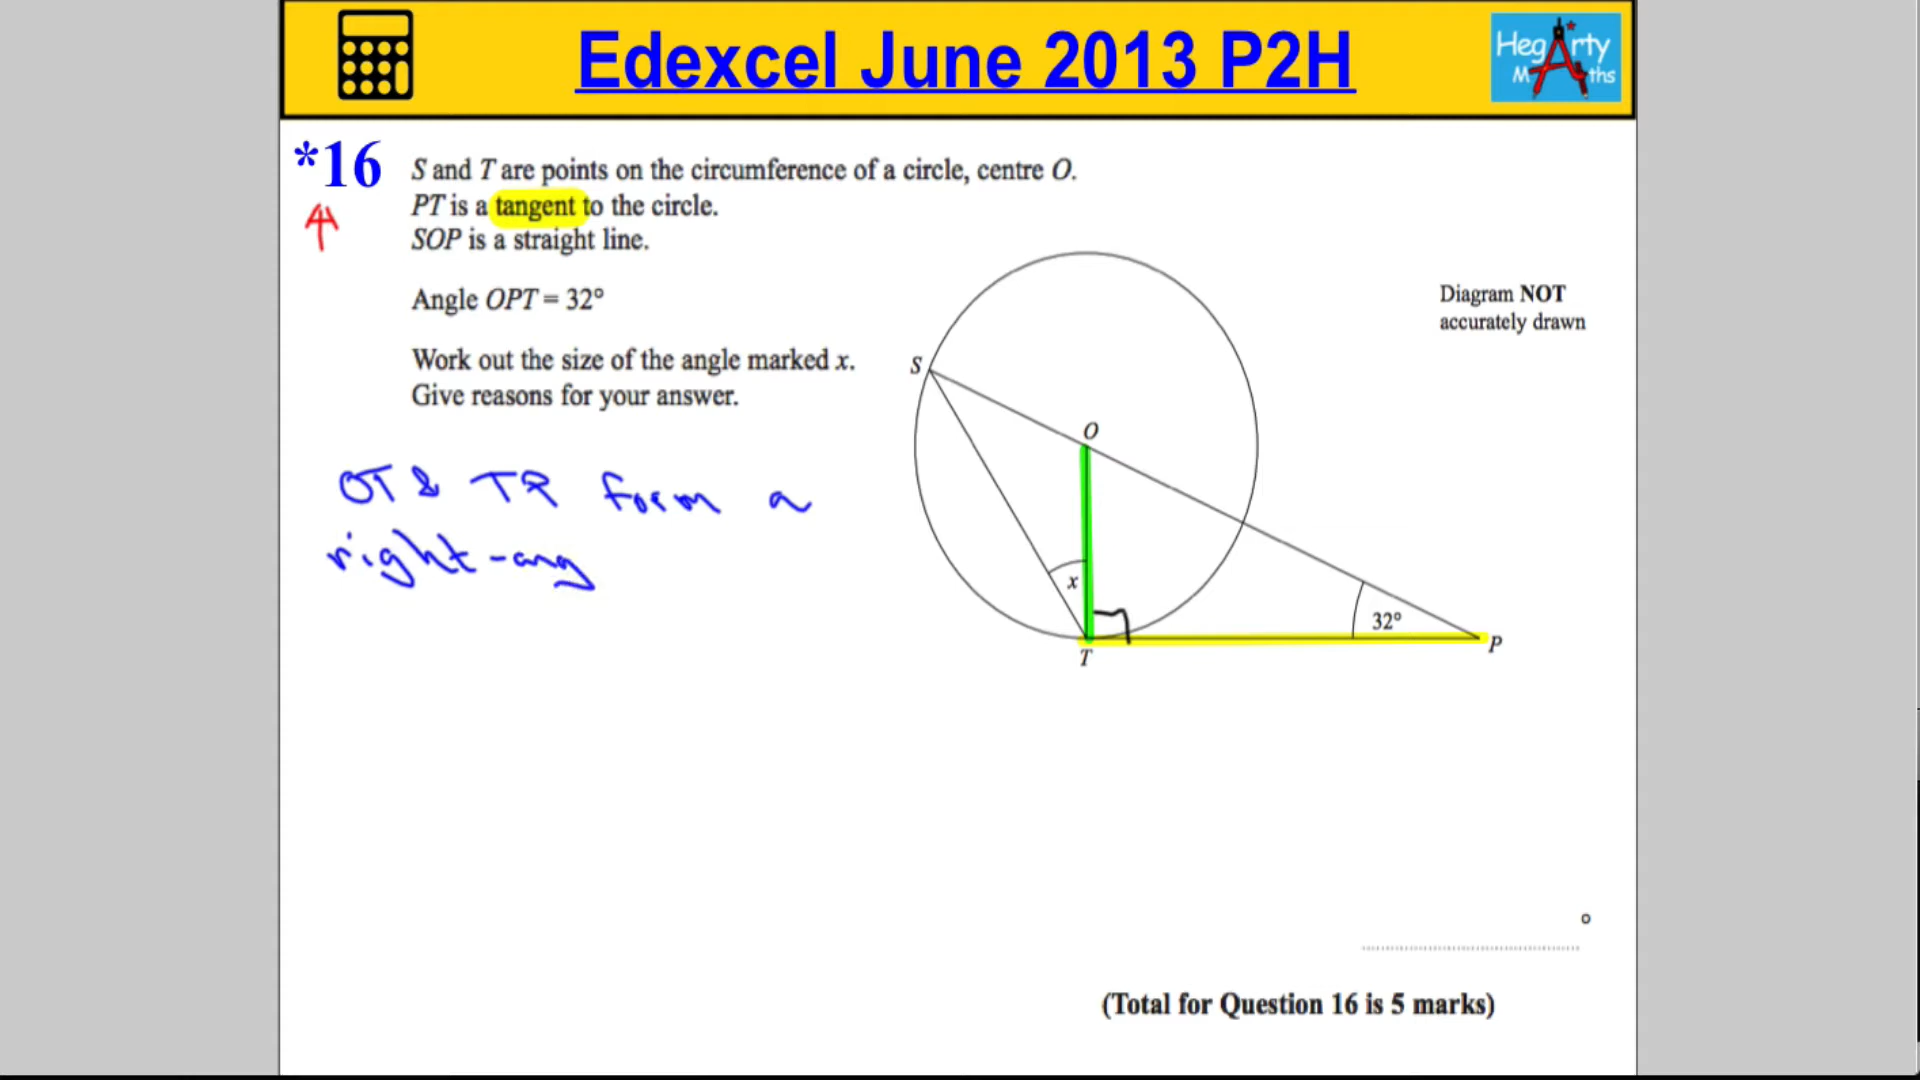 Edexcel June 2013 P2H
Hegarty
Maths
*16
S and T are points on the circumference of a circle, centre O.
PT is a tangent to the circle.
SOP is a straight line.
Angle OPT = 32°
Diagram NOT
accurately drawn
Work out the size of the angle marked x.
Give reasons for your answer.
S
O
OT & TP form a
right-ang
x
32°
T
P
°
(Total for Question 16 is 5 marks)